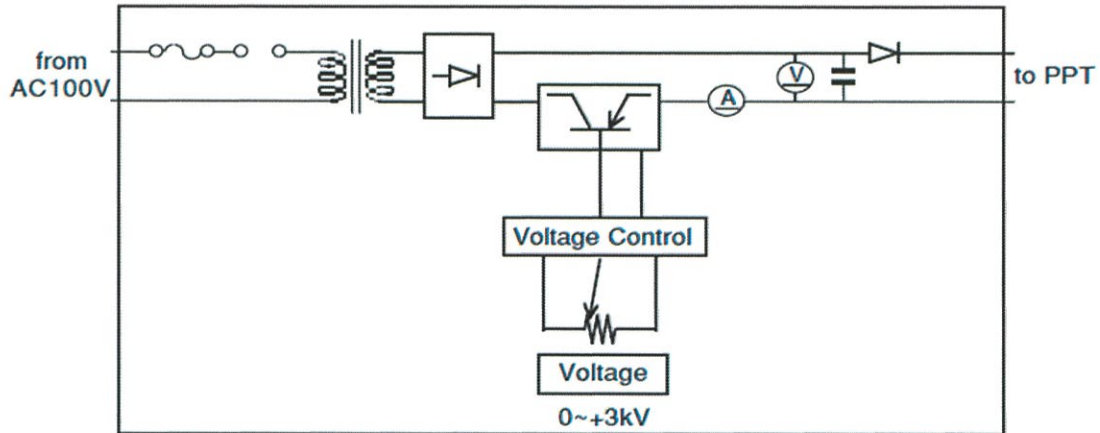 from
AC100V
V
to PPT
A
Voltage Control
Voltage
0~+3kV